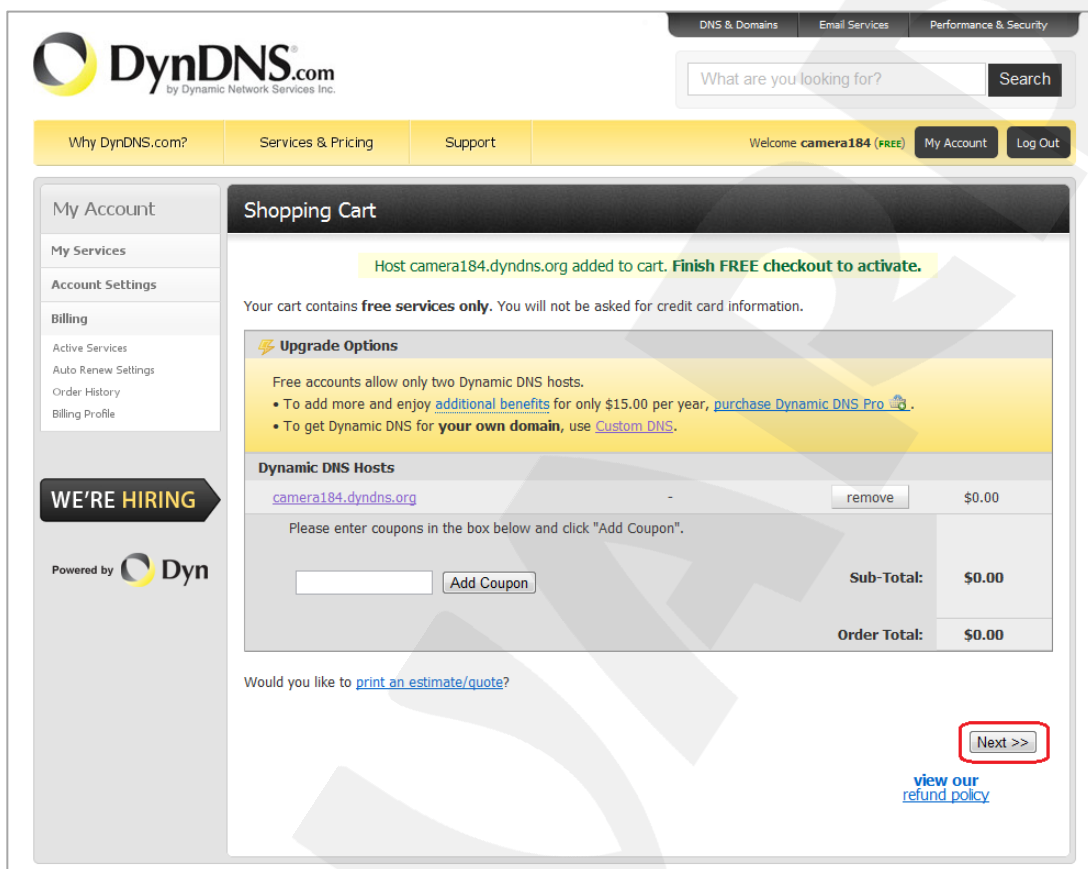 DNS & Domains Email Services Performance & Security
DynDNS.com
by Dynamic Network Services Inc.
What are you looking for? Search
Why DynDNS.com? Services & Pricing Support Welcome camera184 (FREE) My Account Log Out
My Account
My Services
Account Settings
Billing
Active Services
Auto Renew Settings
Order History
Billing Profile
WE'RE HIRING
Powered by Dyn
Shopping Cart
Host camera184.dyndns.org added to cart. Finish FREE checkout to activate.
Your cart contains free services only. You will not be asked for credit card information.
Upgrade Options
Free accounts allow only two Dynamic DNS hosts.
• To add more and enjoy additional benefits for only $15.00 per year, purchase Dynamic DNS Pro .
• To get Dynamic DNS for your own domain, use Custom DNS.
Dynamic DNS Hosts
camera184.dyndns.org - remove $0.00
Please enter coupons in the box below and click "Add Coupon".
Add Coupon
Sub-Total: $0.00
Order Total: $0.00
Would you like to print an estimate/quote?
Next >>
view our
refund policy